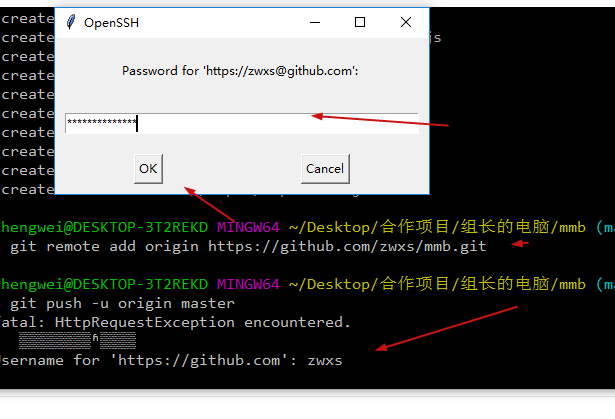 OpenSSH
Password for 'https://zwxs@github.com':
**************
OK
Cancel
create
create js
create
create
create
create
create
create
create
create
hengwei@DESKTOP-3T2REKD MINGW64 ~/Desktop/合作项目/组长的电脑/mmb (ma
git remote add origin https://github.com/zwxs/mmb.git
hengwei@DESKTOP-3T2REKD MINGW64 ~/Desktop/合作项目/组长的电脑/mmb (ma
git push -u origin master
atal: HttpRequestException encountered.
sername for 'https://github.com': zwxs